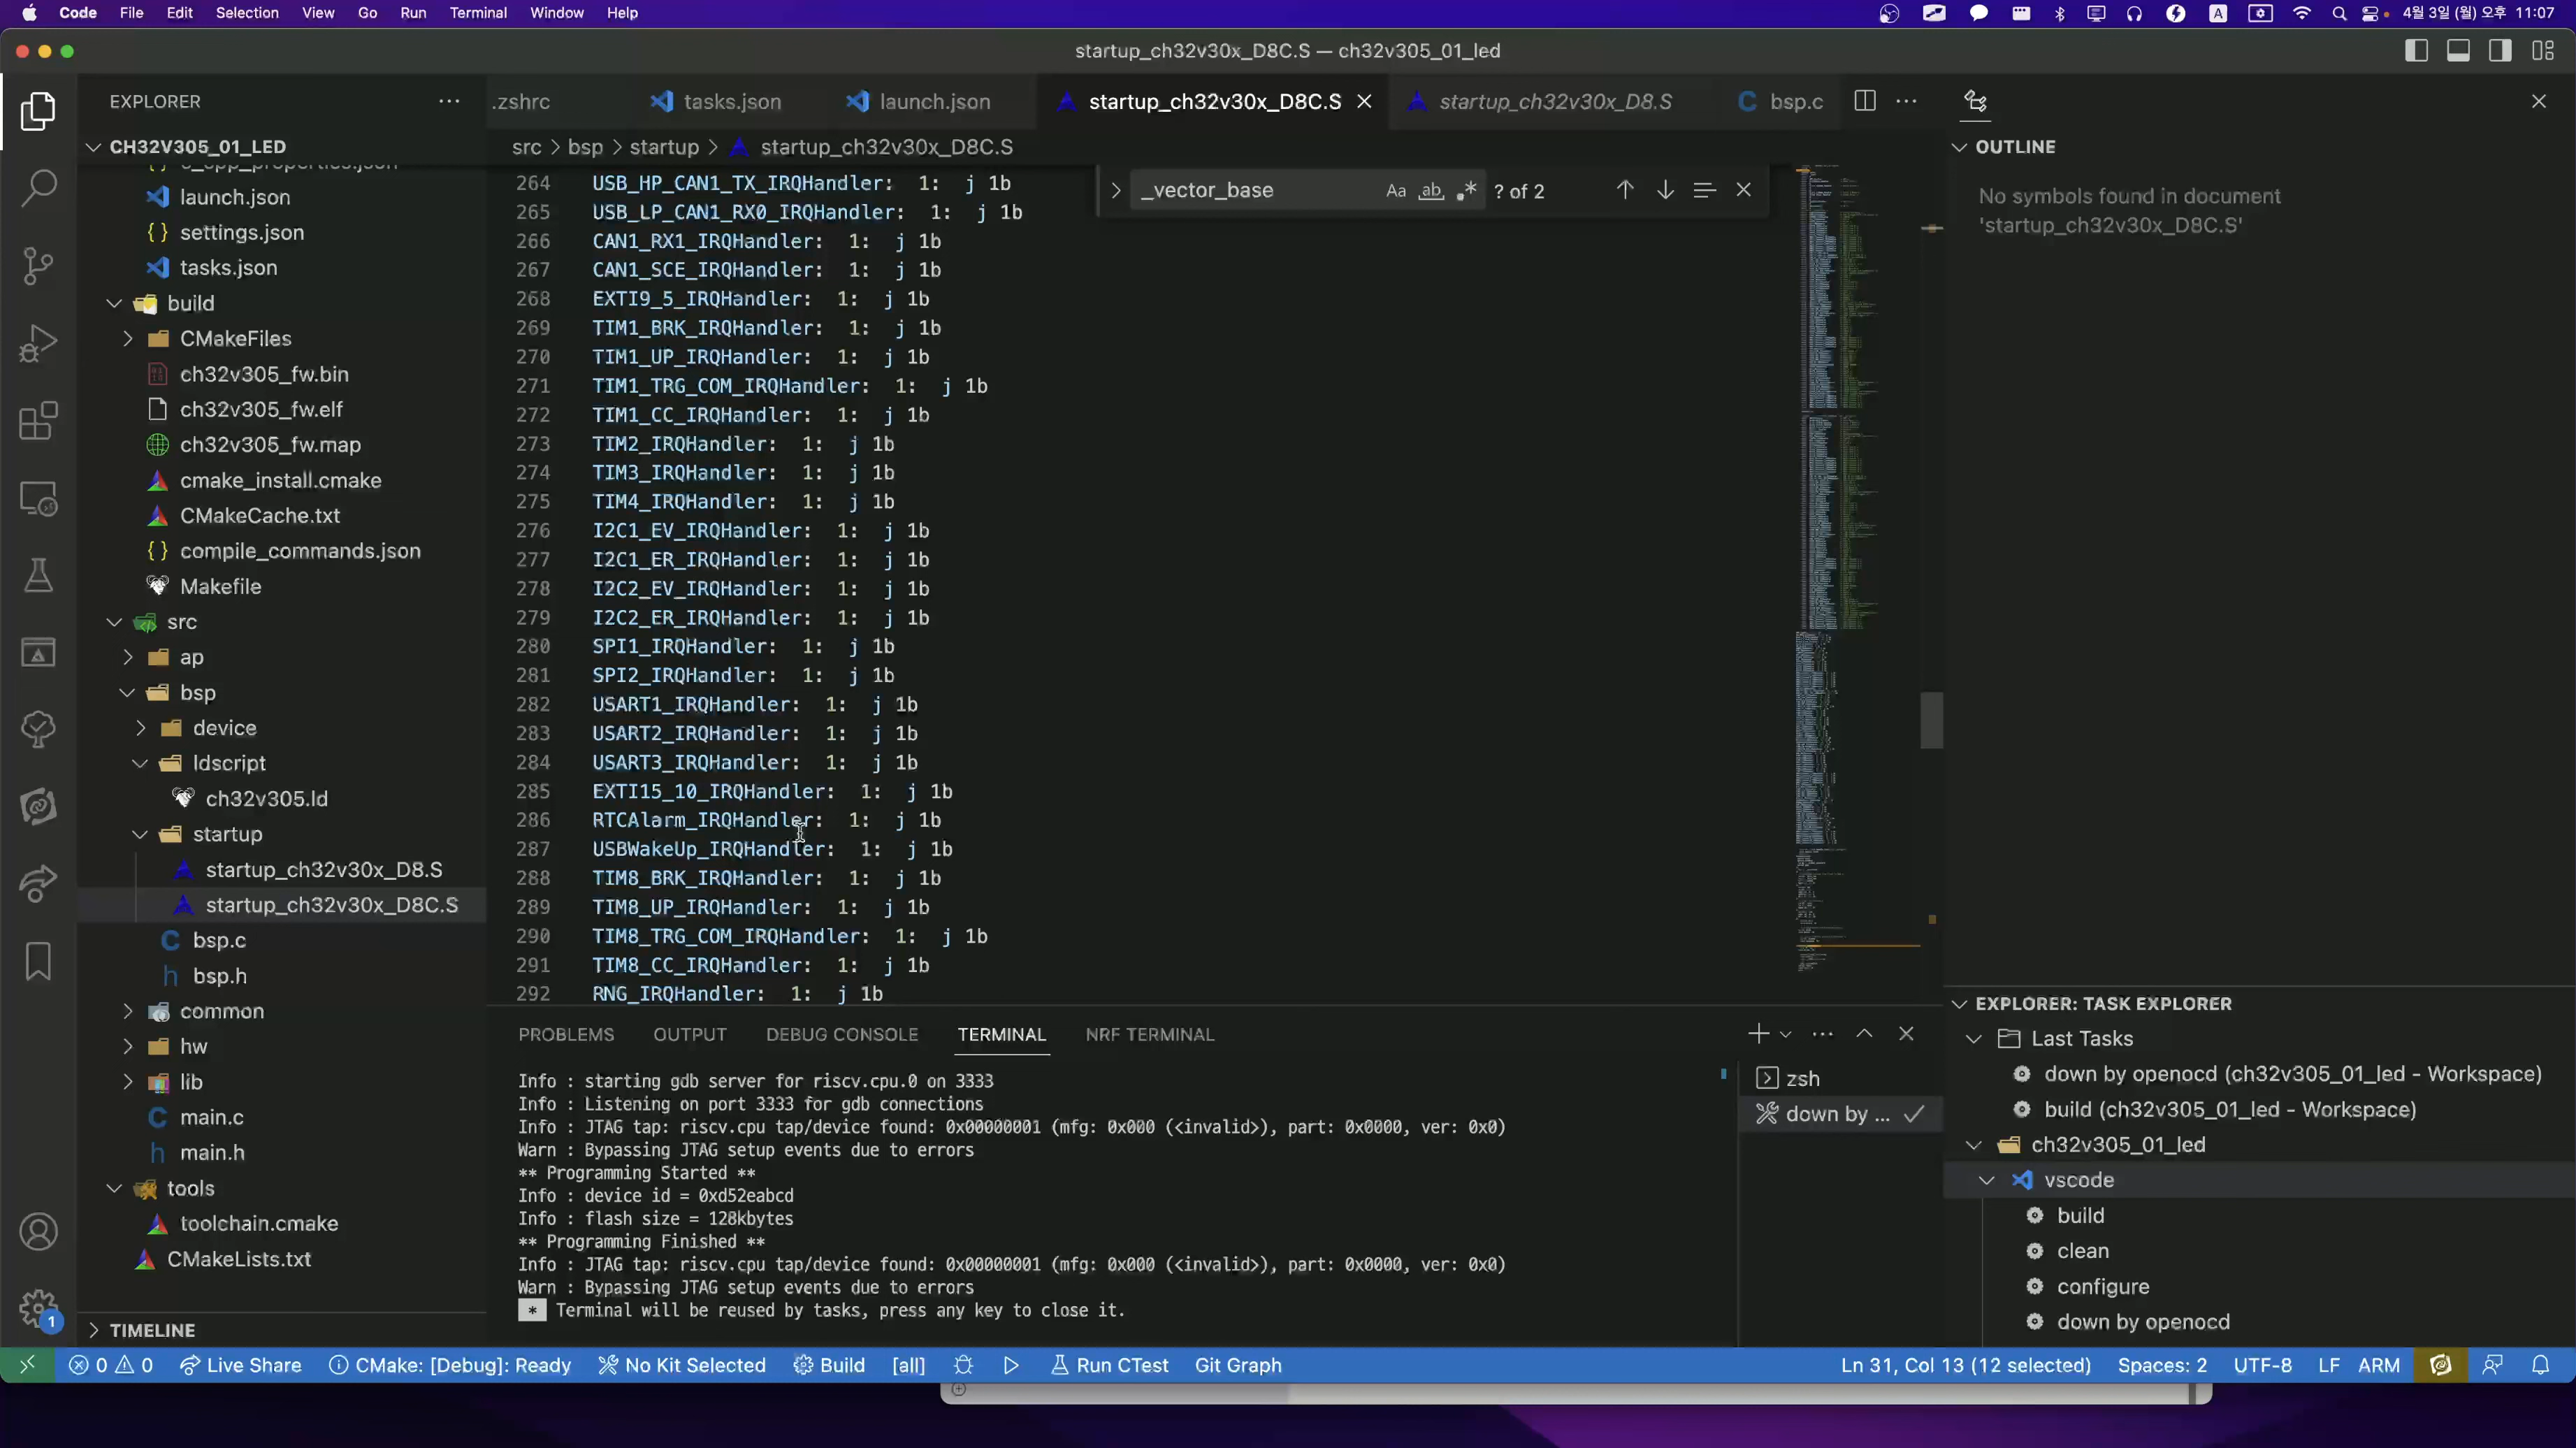 Code File Edit Selection View Go Run Terminal Window Help
4월 3일 (월) 오후 11:07
startup_ch32v30x_D8C.S — ch32v305_01_led
EXPLORER
.zshrc
tasks.json
launch.json
startup_ch32v30x_D8C.S
startup_ch32v30x_D8.S
bsp.c
CH32V305_01_LED
c_cpp_properties.json
launch.json
settings.json
tasks.json
build
CMakeFiles
ch32v305_fw.bin
ch32v305_fw.elf
ch32v305_fw.map
cmake_install.cmake
CMakeCache.txt
compile_commands.json
Makefile
src
ap
bsp
device
ldscript
ch32v305.ld
startup
startup_ch32v30x_D8.S
startup_ch32v30x_D8C.S
bsp.c
bsp.h
common
hw
lib
main.c
main.h
tools
toolchain.cmake
CMakeLists.txt
TIMELINE
src > bsp > startup > startup_ch32v30x_D8C.S
_vector_base Aa ab .* ? of 2
264 USB_HP_CAN1_TX_IRQHandler: 1: j 1b
265 USB_LP_CAN1_RX0_IRQHandler: 1: j 1b
266 CAN1_RX1_IRQHandler: 1: j 1b
267 CAN1_SCE_IRQHandler: 1: j 1b
268 EXTI9_5_IRQHandler: 1: j 1b
269 TIM1_BRK_IRQHandler: 1: j 1b
270 TIM1_UP_IRQHandler: 1: j 1b
271 TIM1_TRG_COM_IRQHandler: 1: j 1b
272 TIM1_CC_IRQHandler: 1: j 1b
273 TIM2_IRQHandler: 1: j 1b
274 TIM3_IRQHandler: 1: j 1b
275 TIM4_IRQHandler: 1: j 1b
276 I2C1_EV_IRQHandler: 1: j 1b
277 I2C1_ER_IRQHandler: 1: j 1b
278 I2C2_EV_IRQHandler: 1: j 1b
279 I2C2_ER_IRQHandler: 1: j 1b
280 SPI1_IRQHandler: 1: j 1b
281 SPI2_IRQHandler: 1: j 1b
282 USART1_IRQHandler: 1: j 1b
283 USART2_IRQHandler: 1: j 1b
284 USART3_IRQHandler: 1: j 1b
285 EXTI15_10_IRQHandler: 1: j 1b
286 RTCAlarm_IRQHandler: 1: j 1b
287 USBWakeUp_IRQHandler: 1: j 1b
288 TIM8_BRK_IRQHandler: 1: j 1b
289 TIM8_UP_IRQHandler: 1: j 1b
290 TIM8_TRG_COM_IRQHandler: 1: j 1b
291 TIM8_CC_IRQHandler: 1: j 1b
292 RNG_IRQHandler: 1: j 1b
OUTLINE
No symbols found in document
'startup_ch32v30x_D8C.S'
PROBLEMS OUTPUT DEBUG CONSOLE TERMINAL NRF TERMINAL
Info : starting gdb server for riscv.cpu.0 on 3333
Info : Listening on port 3333 for gdb connections
Info : JTAG tap: riscv.cpu tap/device found: 0x00000001 (mfg: 0x000 (<invalid>), part: 0x0000, ver: 0x0)
Warn : Bypassing JTAG setup events due to errors
** Programming Started **
Info : device id = 0xd52eabcd
Info : flash size = 128kbytes
** Programming Finished **
Info : JTAG tap: riscv.cpu tap/device found: 0x00000001 (mfg: 0x000 (<invalid>), part: 0x0000, ver: 0x0)
Warn : Bypassing JTAG setup events due to errors
* Terminal will be reused by tasks, press any key to close it.
zsh
down by ...
EXPLORER: TASK EXPLORER
Last Tasks
down by openocd (ch32v305_01_led - Workspace)
build (ch32v305_01_led - Workspace)
ch32v305_01_led
vscode
build
clean
configure
down by openocd
1
0 0 Live Share CMake: [Debug]: Ready No Kit Selected Build [all] Run CTest Git Graph
Ln 31, Col 13 (12 selected) Spaces: 2 UTF-8 LF ARM